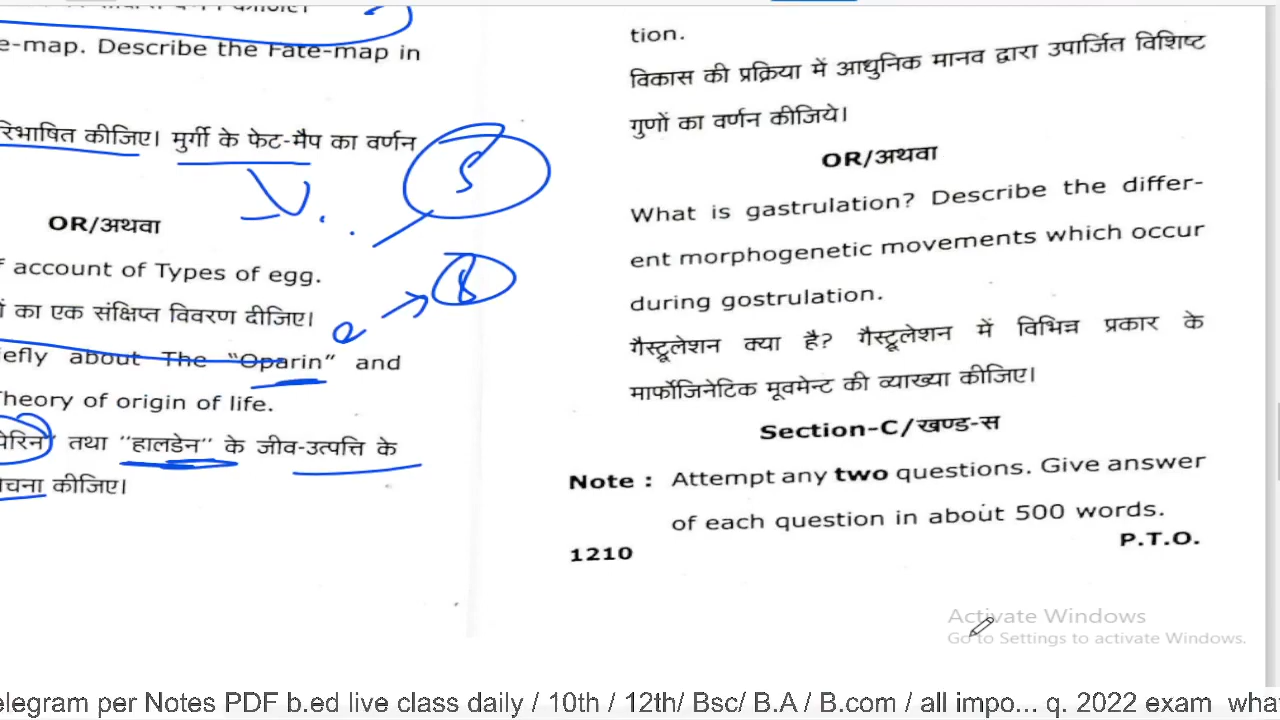 e-map. Describe the Fate-map in
रिभाषित कीजिए। मुर्गी के फेट-मैप का वर्णन
OR/अथवा
account of Types of egg.
का एक संक्षिप्त विवरण दीजिए।
iefly about The “Oparin” and
Theory of origin of life.
तथा "हालडेन" के जीव-उत्पत्ति के
चना कीजिए।
tion.
विकास की प्रक्रिया में आधुनिक मानव द्वारा उपार्जित विशिष्ट
गुणों का वर्णन कीजिये।
OR/अथवा
What is gastrulation? Describe the differ-
ent morphogenetic movements which occur
during gostrulation.
गैस्ट्रूलेशन क्या है? गैस्ट्रूलेशन में विभिन्न प्रकार के
मार्फोजिनेटिक मूवमेन्ट की व्याख्या कीजिए।
Section-C/खण्ड-स
Note : Attempt any two questions. Give answer
of each question in about 500 words.
1210
P.T.O.
Activate Windows
Go to Settings to activate Windows.
elegram per Notes PDF b.ed live class daily / 10th / 12th/ Bsc/ B.A / B.com / all impo... q. 2022 exam wha